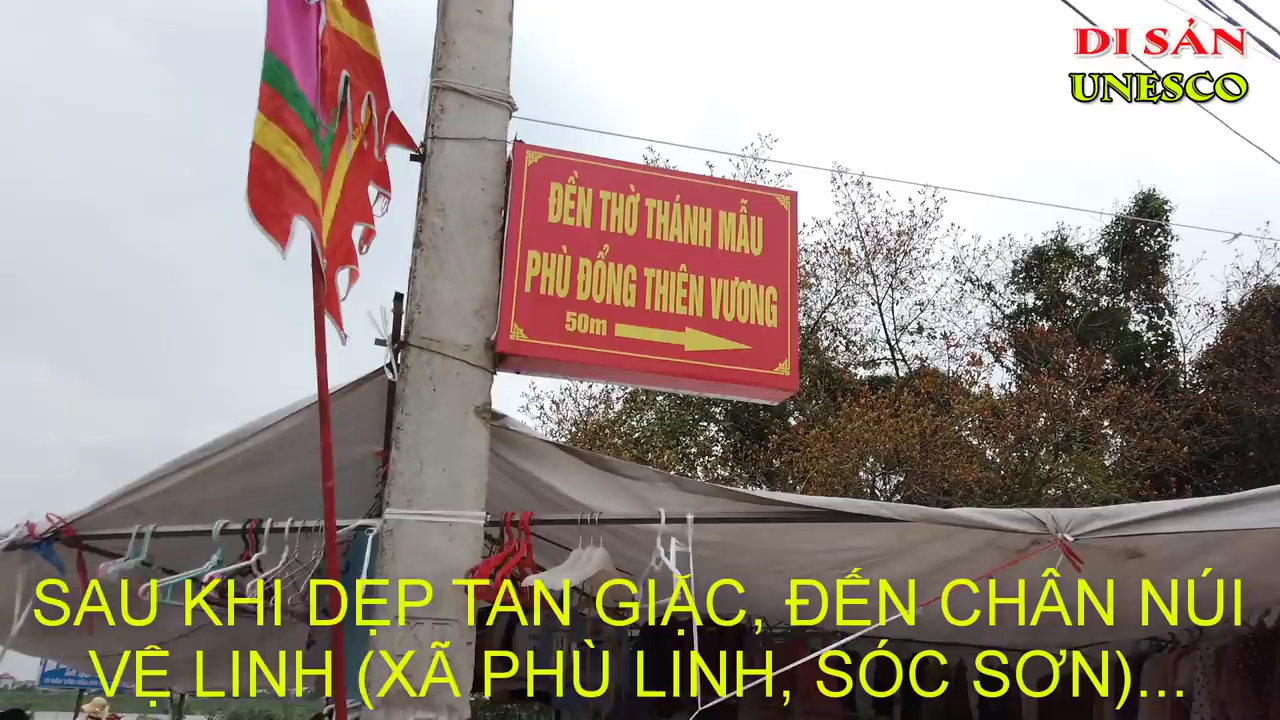 DI SẢN
UNESCO
ĐỀN THỜ THÁNH MẪU
PHÙ ĐỔNG THIÊN VƯƠNG
50m
SAU KHI DẸP TAN GIẶC, ĐẾN CHÂN NÚI
VỆ LINH (XÃ PHÙ LINH, SÓC SƠN)...